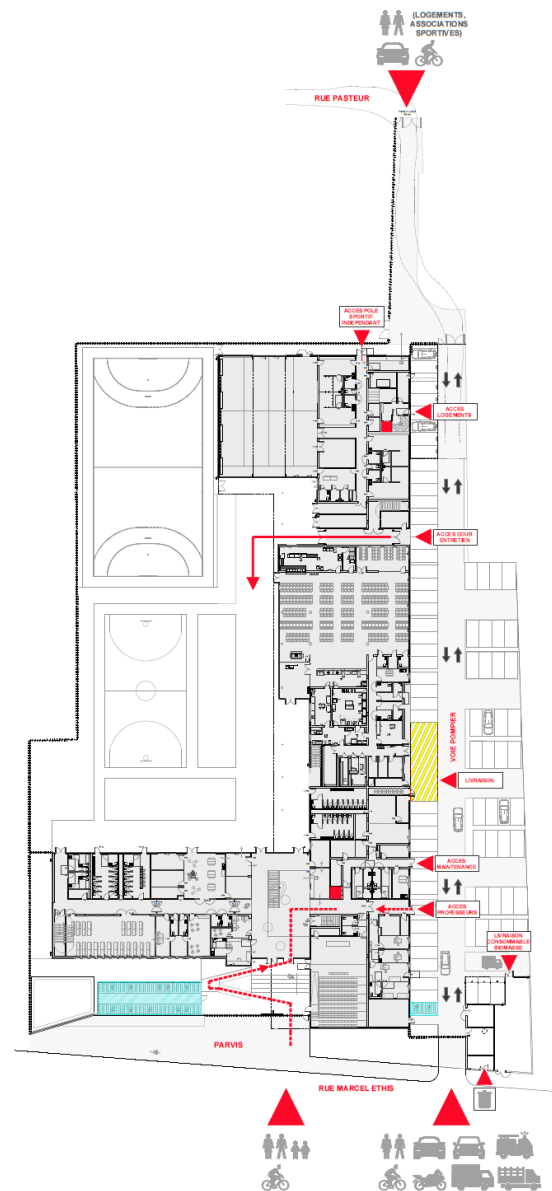 (LOGEMENTS,
ASSOCIATIONS
SPORTIVES)
RUE PASTEUR
ACCES POLE
SPORTIF
INDEPENDANT
ACCES
LOGEMENTS
ACCES COUR
ENTRETIEN
VOIE POMPIER
LIVRAISON
ACCES
MAINTENANCE
ACCES
PROFESSEURS
LIVRAISON
CONSOMMABLE
BIOMASSE
PARVIS
RUE MARCEL ETHIS